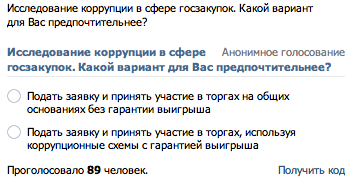 Исследование коррупции в сфере госзакупок. Какой вариант
для Вас предпочтительнее?
Исследование коррупции в сфере Анонимное голосование
госзакупок. Какой вариант для Вас предпочтительнее?
Подать заявку и принять участие в торгах на общих
основаниях без гарантии выигрыша
Подать заявку и принять участие в торгах, используя
коррупционные схемы с гарантией выигрыша
Проголосовало 89 человек. Получить код